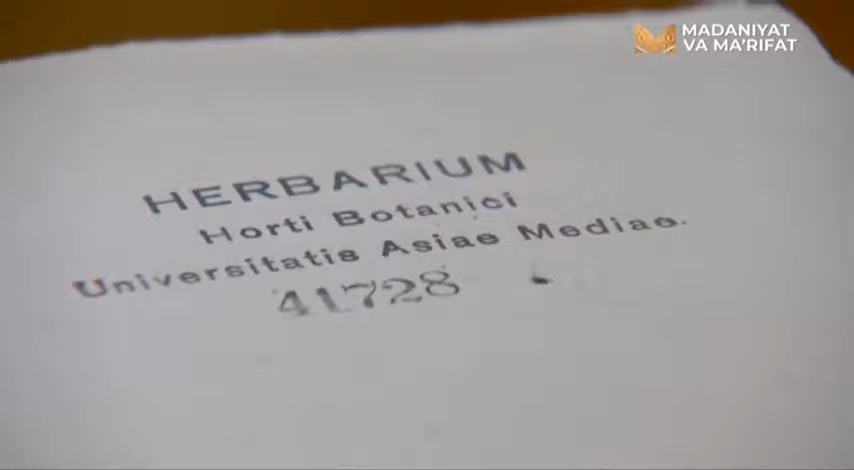 MADANIYAT
VA MA'RIFAT
HERBARIUM
Horti Botanici
Universitatis Asiae Mediae.
41728